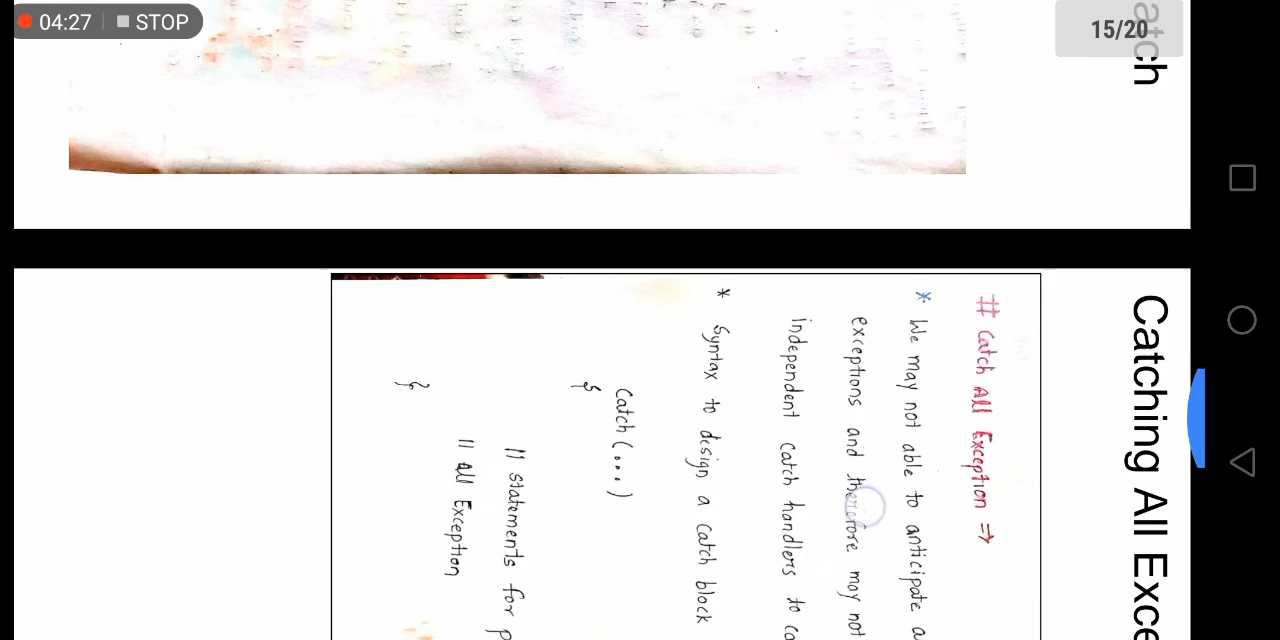 04:27 STOP
15/20
atch
Catching All Exce
# Catch All Exception ⇒
* We may not able to anticipate a
exceptions and therefore may not
independent catch handlers to ca
* Syntax to design a catch block
Catch (...)
{
// Statements for p
// All Exception
}